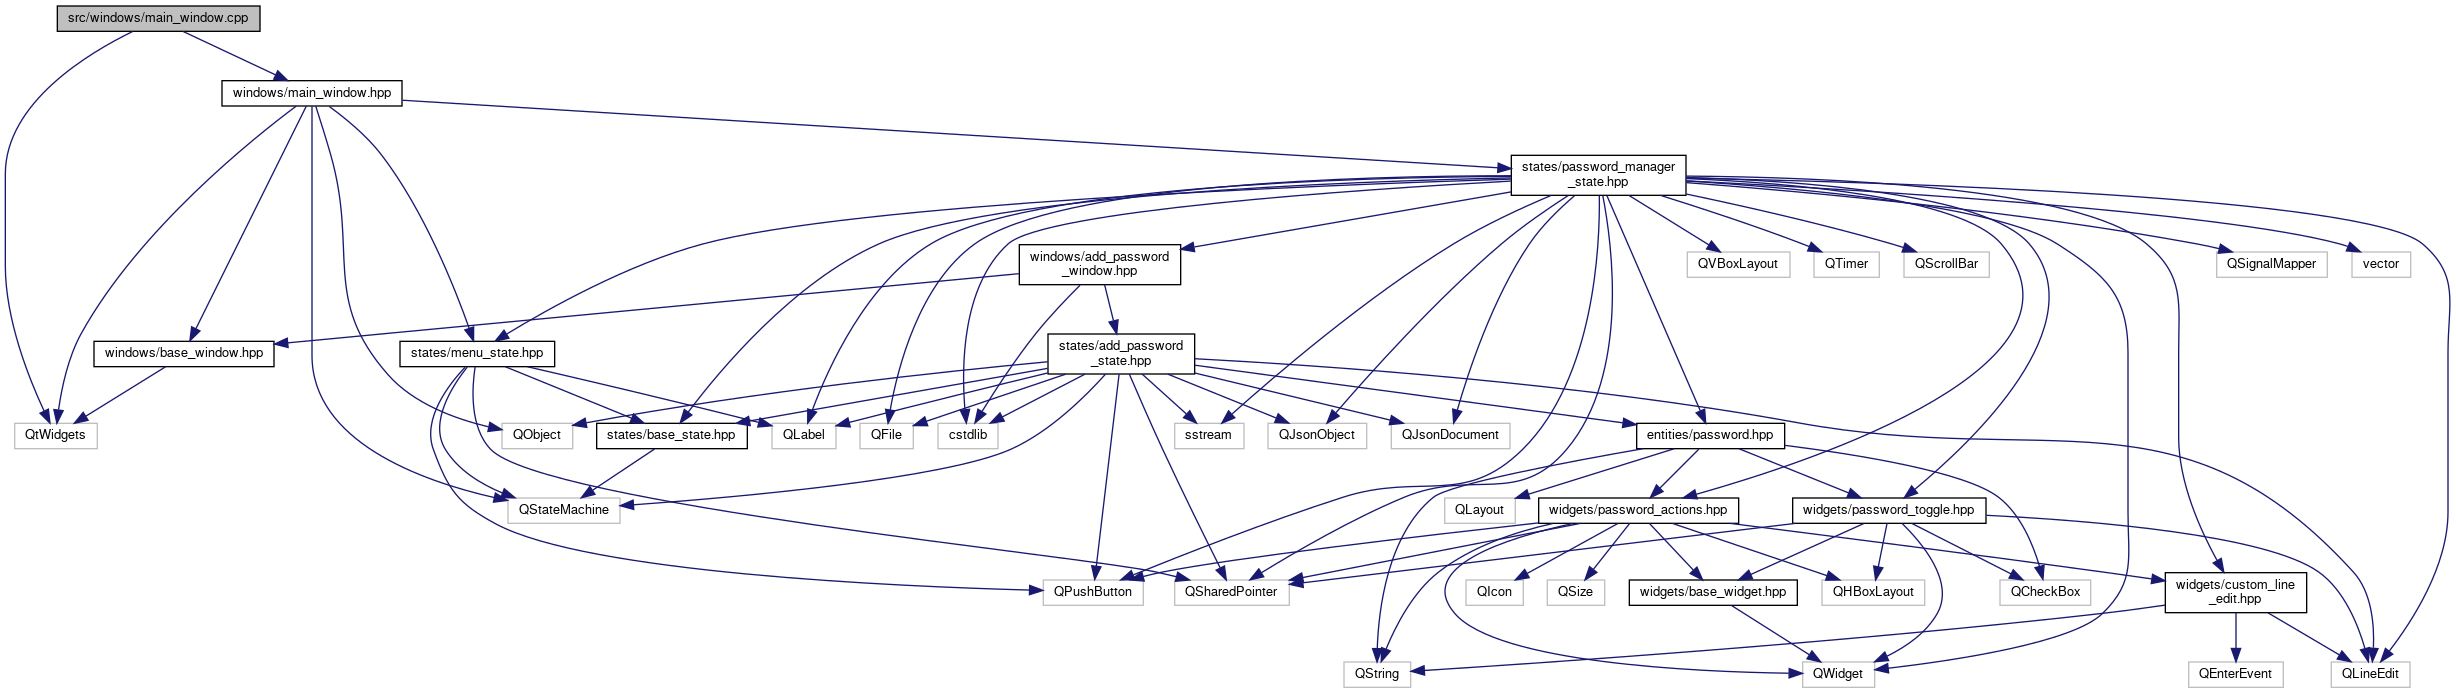 src/windows/main_window.cpp
windows/main_window.hpp
states/password_manager
_state.hpp
windows/add_password
_window.hpp
QVBoxLayout
QTimer
QScrollBar
QSignalMapper
vector
windows/base_window.hpp
states/menu_state.hpp
states/add_password
_state.hpp
QtWidgets
QObject
states/base_state.hpp
QLabel
QFile
cstdlib
sstream
QJsonObject
QJsonDocument
entities/password.hpp
QStateMachine
QLayout
widgets/password_actions.hpp
widgets/password_toggle.hpp
QPushButton
QSharedPointer
QIcon
QSize
widgets/base_widget.hpp
QHBoxLayout
QCheckBox
widgets/custom_line
_edit.hpp
QString
QWidget
QEnterEvent
QLineEdit